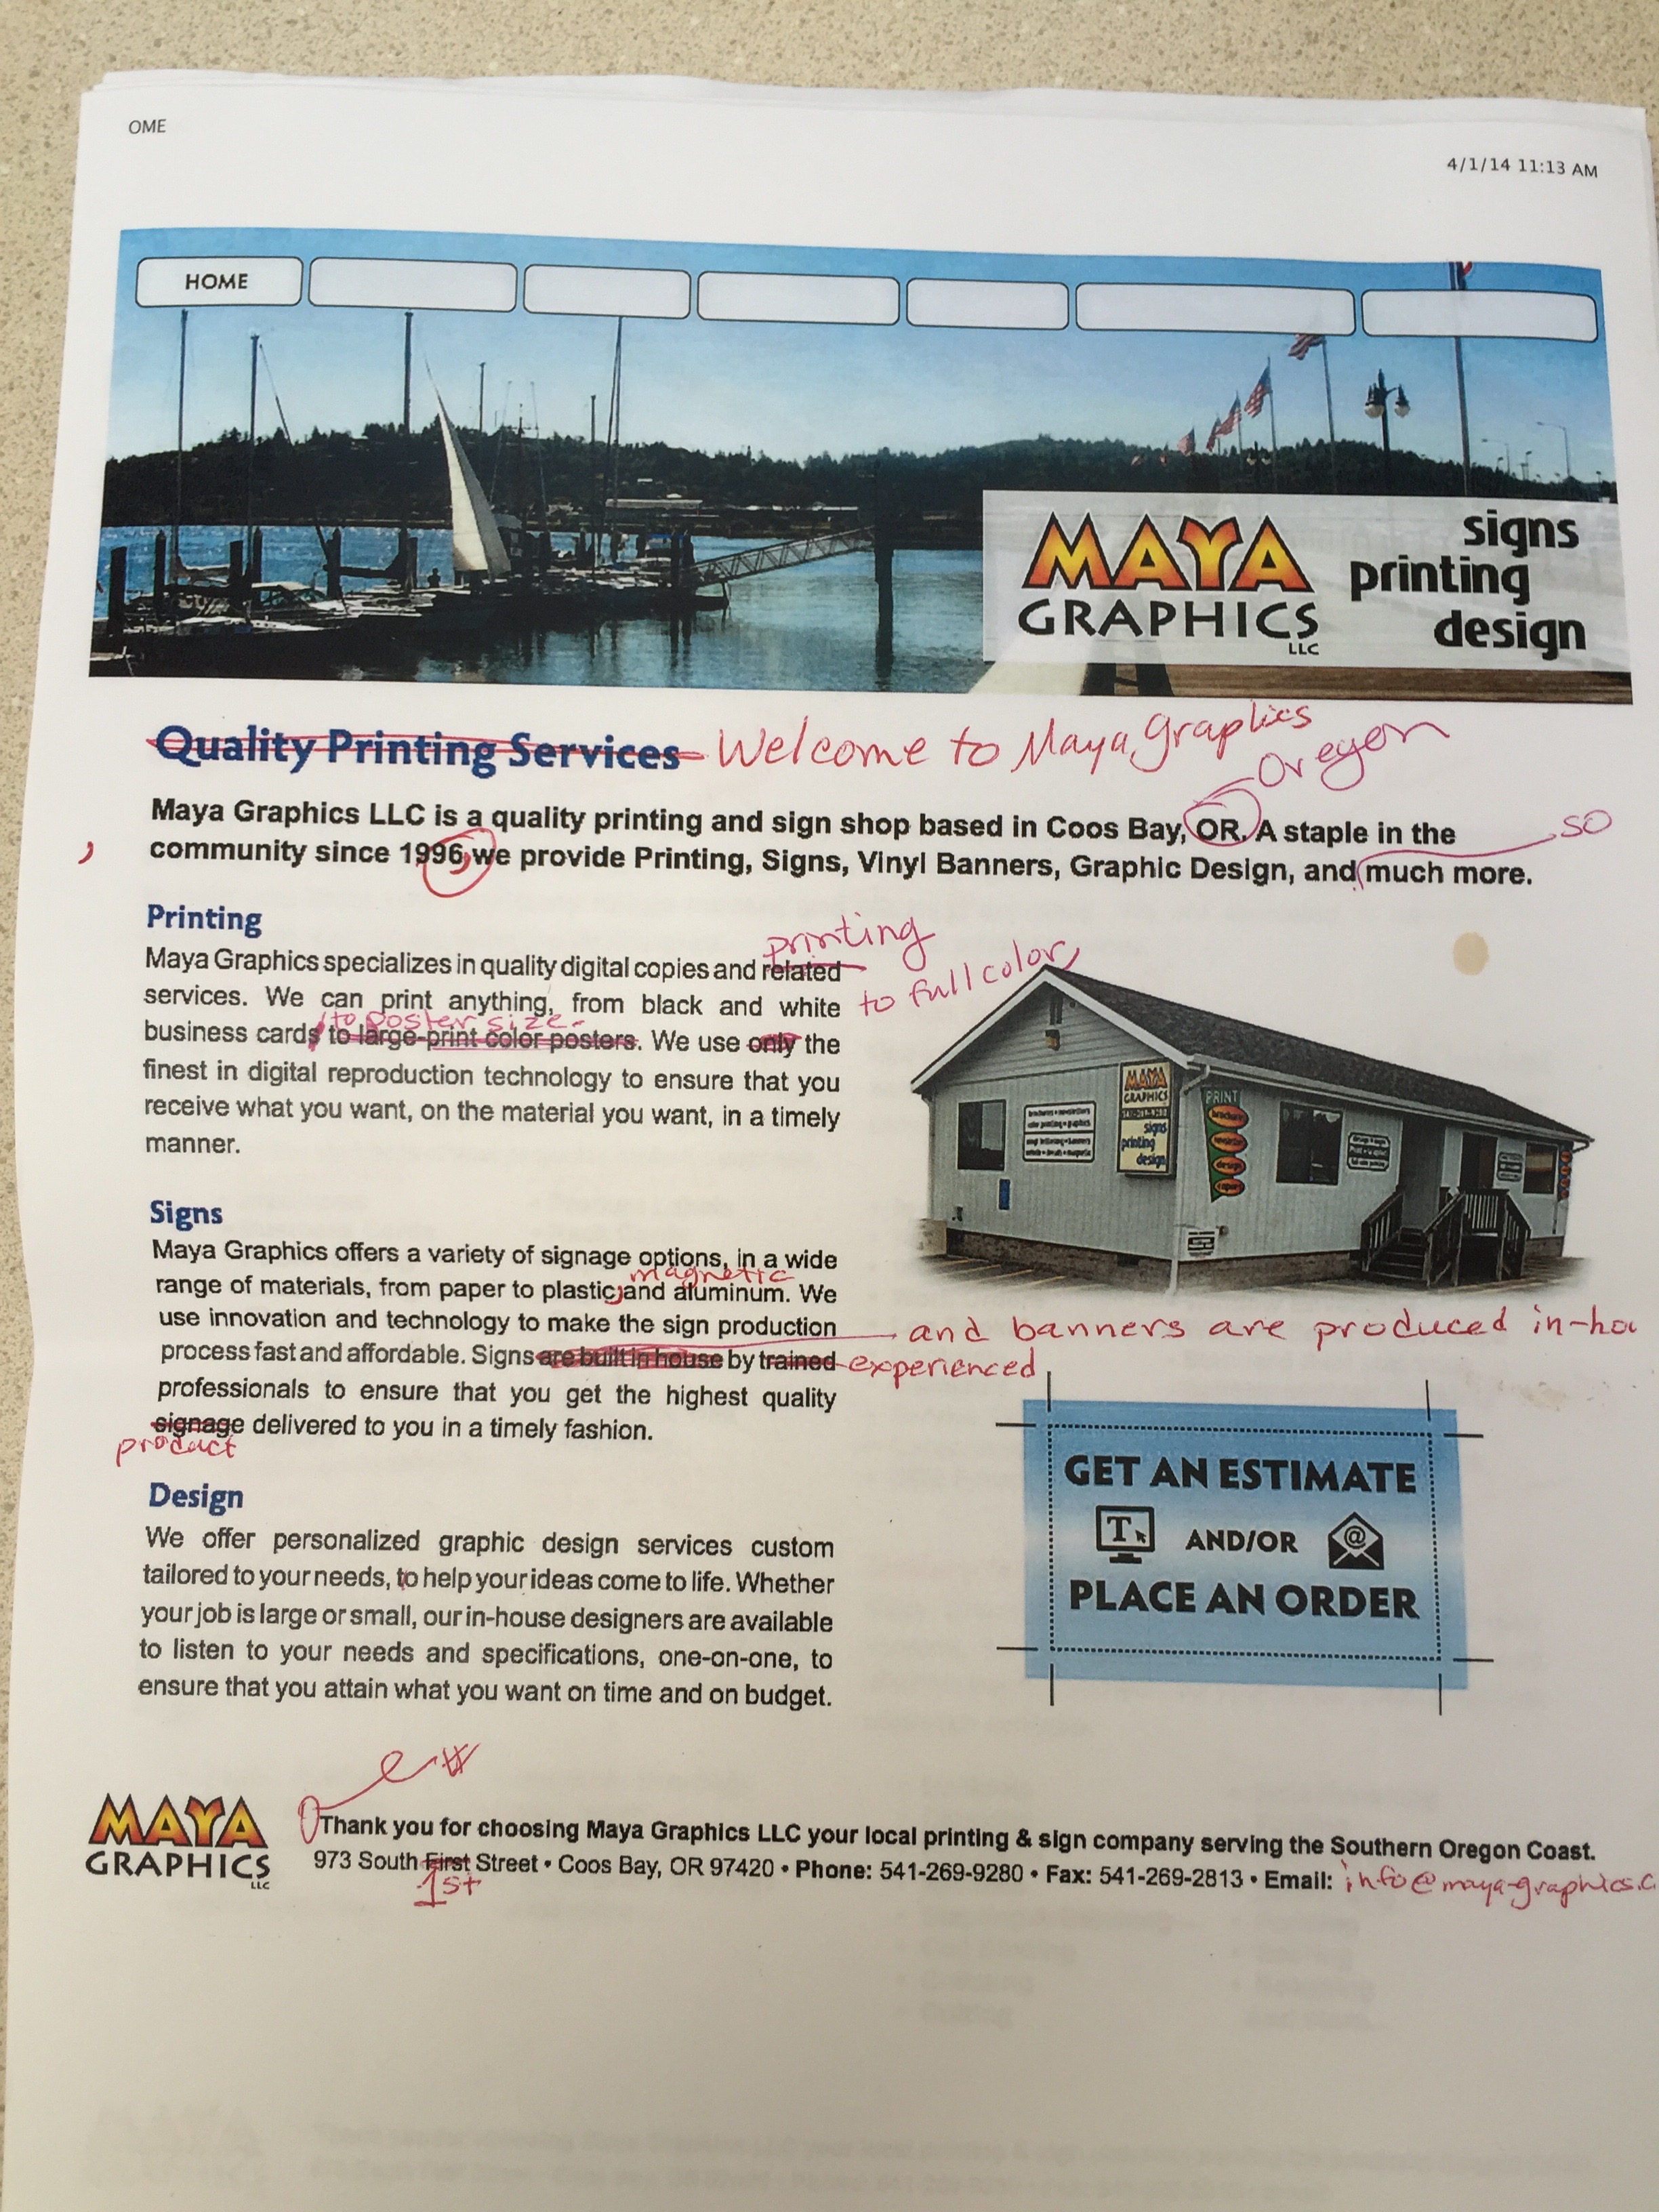 OME
4/1/14 11:13 AM
HOME
MAYA
GRAPHICS
LLC
signs
printing
design
Quality Printing Services Welcome to Maya Graphics
Oregon
Maya Graphics LLC is a quality printing and sign shop based in Coos Bay, OR. A staple in the
so
, community since 1996, we provide Printing, Signs, Vinyl Banners, Graphic Design, and much more.
Printing
printing
Maya Graphics specializes in quality digital copies and related
services. We can print anything, from black and white to full color,
to poster size.
business cards to large-print color posters. We use only the
finest in digital reproduction technology to ensure that you
receive what you want, on the material you want, in a timely
manner.
MAYA
GRAPHICS
signs
printing
design
PRINT
Signs
Maya Graphics offers a variety of signage options, in a wide
magnetic
range of materials, from paper to plastic, and aluminum. We
use innovation and technology to make the sign production
and banners are produced in-hou
process fast and affordable. Signs are built in house by trained experienced
professionals to ensure that you get the highest quality
signage delivered to you in a timely fashion.
product
Design
We offer personalized graphic design services custom
tailored to your needs, to help your ideas come to life. Whether
your job is large or small, our in-house designers are available
to listen to your needs and specifications, one-on-one, to
ensure that you attain what you want on time and on budget.
GET AN ESTIMATE
T @ AND/OR
PLACE AN ORDER
MAYA
GRAPHICS
LLC
Thank you for choosing Maya Graphics LLC your local printing & sign company serving the Southern Oregon Coast.
973 South First Street • Coos Bay, OR 97420 • Phone: 541-269-9280 • Fax: 541-269-2813 • Email: info@maya-graphics.c
1st